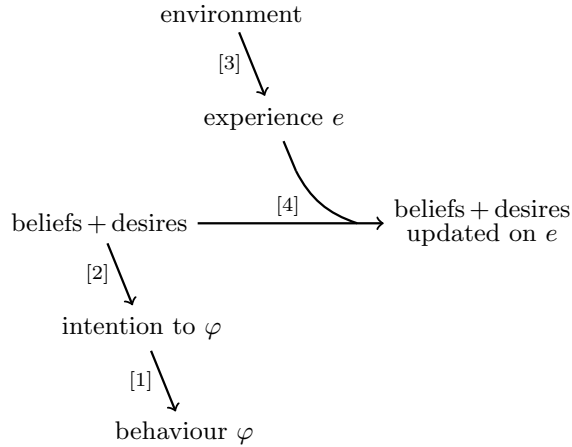 environment
[3]
experience e
[4]
beliefs + desires
beliefs + desires
updated on e
[2]
intention to φ
[1]
behaviour φ